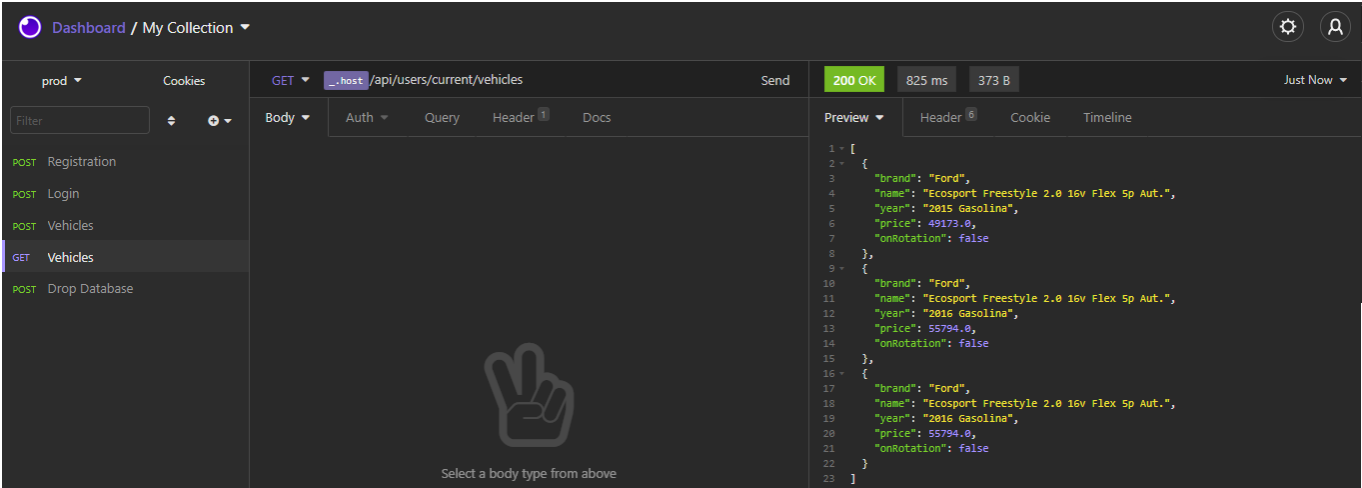 Dashboard / My Collection
prod Cookies
Filter
POST Registration
POST Login
POST Vehicles
GET Vehicles
POST Drop Database
GET _.host /api/users/current/vehicles Send
Body Auth Query Header 1 Docs
Select a body type from above
200 OK 825 ms 373 B Just Now
Preview Header 6 Cookie Timeline
1 [
2 {
3 "brand": "Ford",
4 "name": "Ecosport Freestyle 2.0 16v Flex 5p Aut.",
5 "year": "2015 Gasolina",
6 "price": 49173.0,
7 "onRotation": false
8 },
9 {
10 "brand": "Ford",
11 "name": "Ecosport Freestyle 2.0 16v Flex 5p Aut.",
12 "year": "2016 Gasolina",
13 "price": 55794.0,
14 "onRotation": false
15 },
16 {
17 "brand": "Ford",
18 "name": "Ecosport Freestyle 2.0 16v Flex 5p Aut.",
19 "year": "2016 Gasolina",
20 "price": 55794.0,
21 "onRotation": false
22 }
23 ]